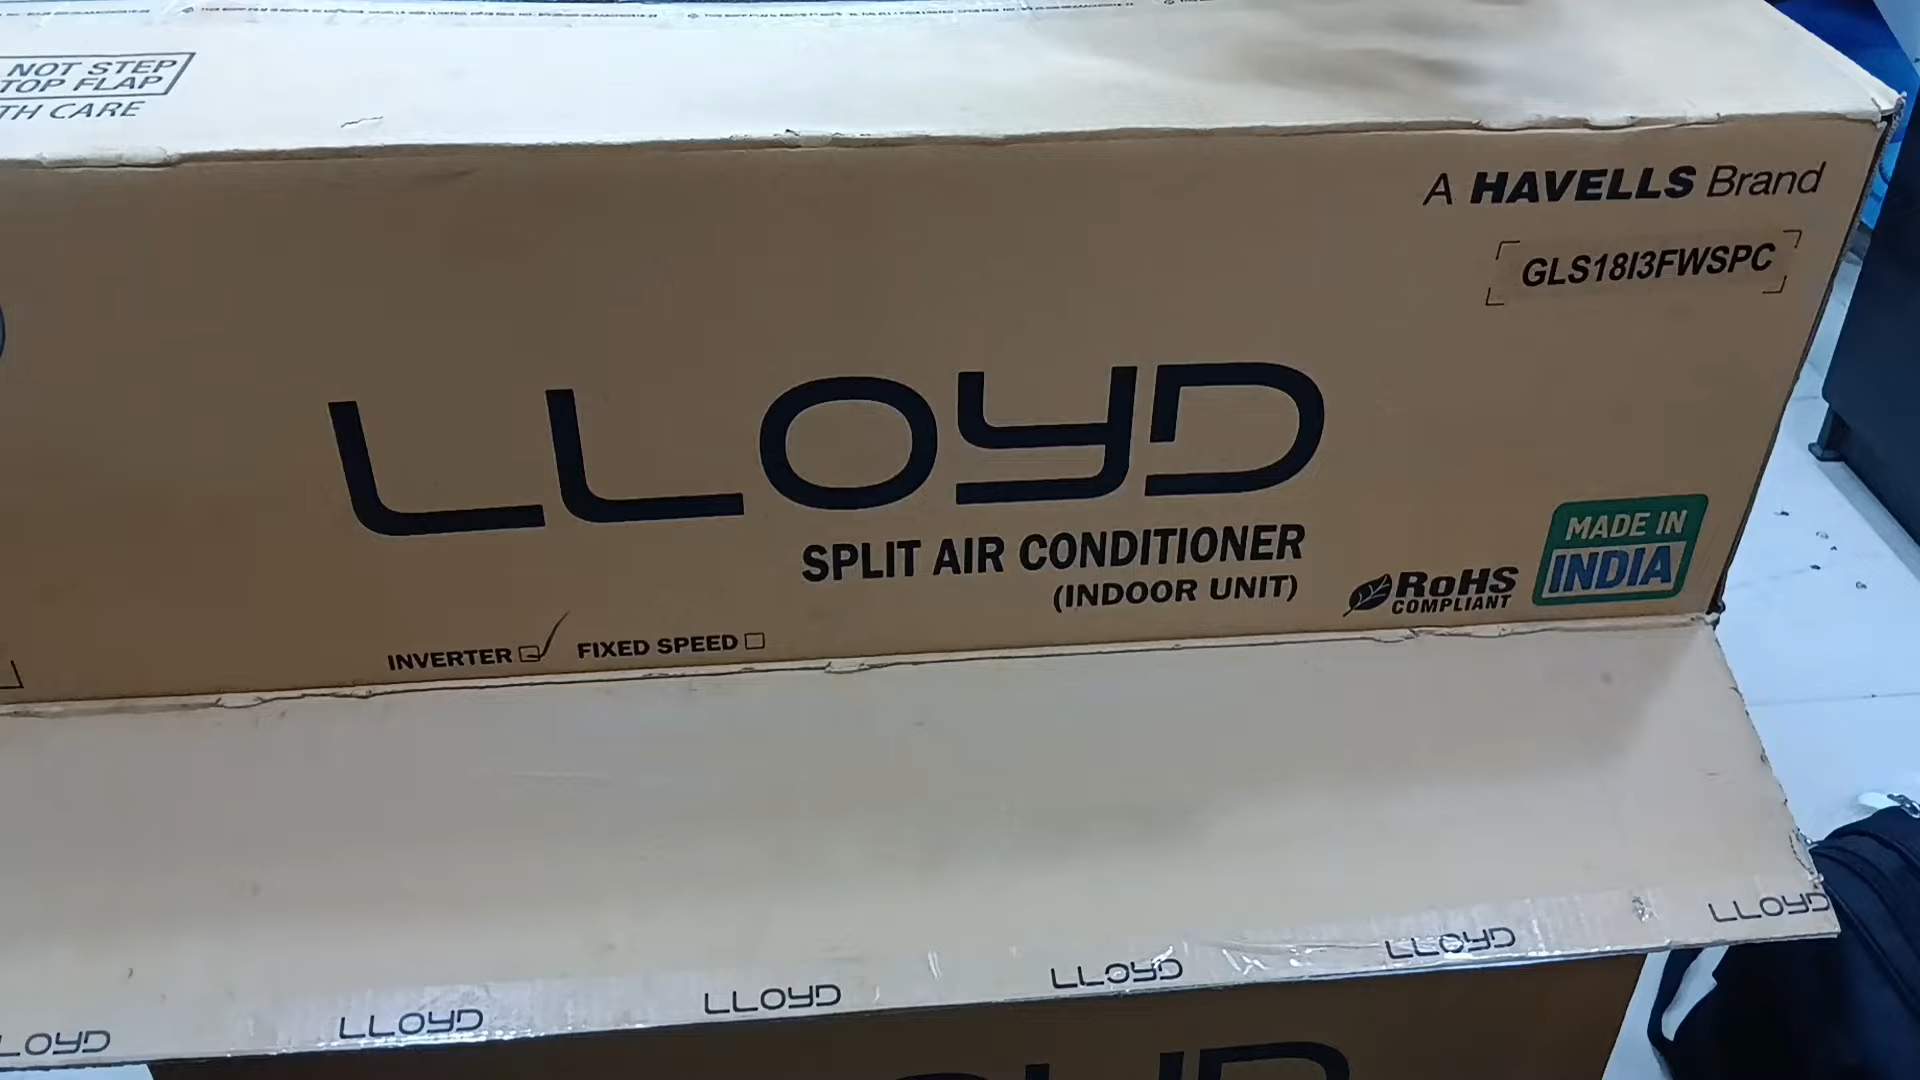 NOT STEP
TOP FLAP
TH CARE
A HAVELLS Brand
GLS18I3FWSPC
LLOYD
SPLIT AIR CONDITIONER
(INDOOR UNIT)
INVERTER FIXED SPEED
RoHS
COMPLIANT
MADE IN
INDIA
LLOYD
LLOYD
LLOYD
LLOYD
LLOYD
LLOYD